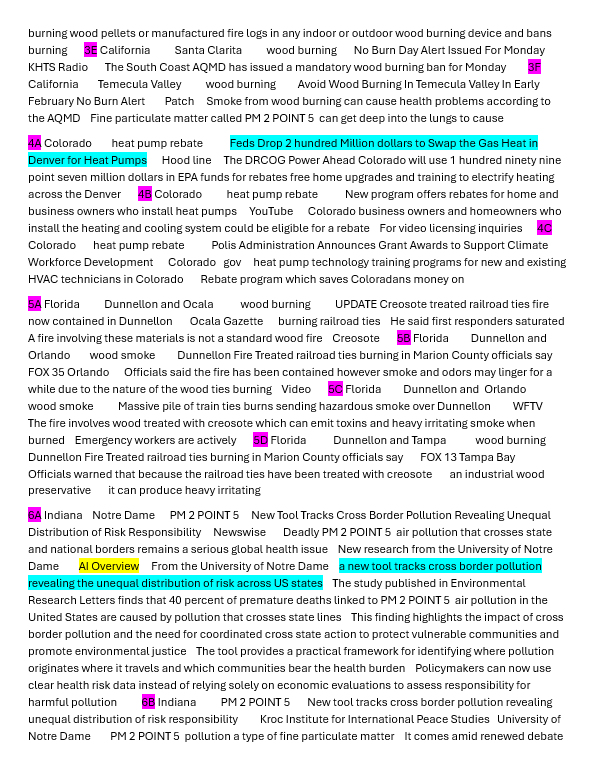 burning wood pellets or manufactured fire logs in any indoor or outdoor wood burning device and bans
burning 3E California Santa Clarita wood burning No Burn Day Alert Issued For Monday
KHTS Radio The South Coast AQMD has issued a mandatory wood burning ban for Monday 3F
California Temecula Valley wood burning Avoid Wood Burning In Temecula Valley In Early
February No Burn Alert Patch Smoke from wood burning can cause health problems according to
the AQMD Fine particulate matter called PM 2 POINT 5 can get deep into the lungs to cause
4A Colorado heat pump rebate Feds Drop 2 hundred Million dollars to Swap the Gas Heat in
Denver for Heat Pumps Hood line The DRCOG Power Ahead Colorado will use 1 hundred ninety nine
point seven million dollars in EPA funds for rebates free home upgrades and training to electrify heating
across the Denver 4B Colorado heat pump rebate New program offers rebates for home and
business owners who install heat pumps YouTube Colorado business owners and homeowners who
install the heating and cooling system could be eligible for a rebate For video licensing inquiries 4C
Colorado heat pump rebate Polis Administration Announces Grant Awards to Support Climate
Workforce Development Colorado gov heat pump technology training programs for new and existing
HVAC technicians in Colorado Rebate program which saves Coloradans money on
5A Florida Dunnellon and Ocala wood burning UPDATE Creosote treated railroad ties fire
now contained in Dunnellon Ocala Gazette burning railroad ties He said first responders saturated
A fire involving these materials is not a standard wood fire Creosote 5B Florida Dunnellon and
Orlando wood smoke Dunnellon Fire Treated railroad ties burning in Marion County officials say
FOX 35 Orlando Officials said the fire has been contained however smoke and odors may linger for a
while due to the nature of the wood ties burning Video 5C Florida Dunnellon and Orlando
wood smoke Massive pile of train ties burns sending hazardous smoke over Dunnellon WFTV
The fire involves wood treated with creosote which can emit toxins and heavy irritating smoke when
burned Emergency workers are actively 5D Florida Dunnellon and Tampa wood burning
Dunnellon Fire Treated railroad ties burning in Marion County officials say FOX 13 Tampa Bay
Officials warned that because the railroad ties have been treated with creosote an industrial wood
preservative it can produce heavy irritating
6A Indiana Notre Dame PM 2 POINT 5 New Tool Tracks Cross Border Pollution Revealing Unequal
Distribution of Risk Responsibility Newswise Deadly PM 2 POINT 5 air pollution that crosses state
and national borders remains a serious global health issue New research from the University of Notre
Dame AI Overview From the University of Notre Dame a new tool tracks cross border pollution
revealing the unequal distribution of risk across US states The study published in Environmental
Research Letters finds that 40 percent of premature deaths linked to PM 2 POINT 5 air pollution in the
United States are caused by pollution that crosses state lines This finding highlights the impact of cross
border pollution and the need for coordinated cross state action to protect vulnerable communities and
promote environmental justice The tool provides a practical framework for identifying where pollution
originates where it travels and which communities bear the health burden Policymakers can now use
clear health risk data instead of relying solely on economic evaluations to assess responsibility for
harmful pollution 6B Indiana PM 2 POINT 5 New tool tracks cross border pollution revealing
unequal distribution of risk responsibility Kroc Institute for International Peace Studies University of
Notre Dame PM 2 POINT 5 pollution a type of fine particulate matter It comes amid renewed debate